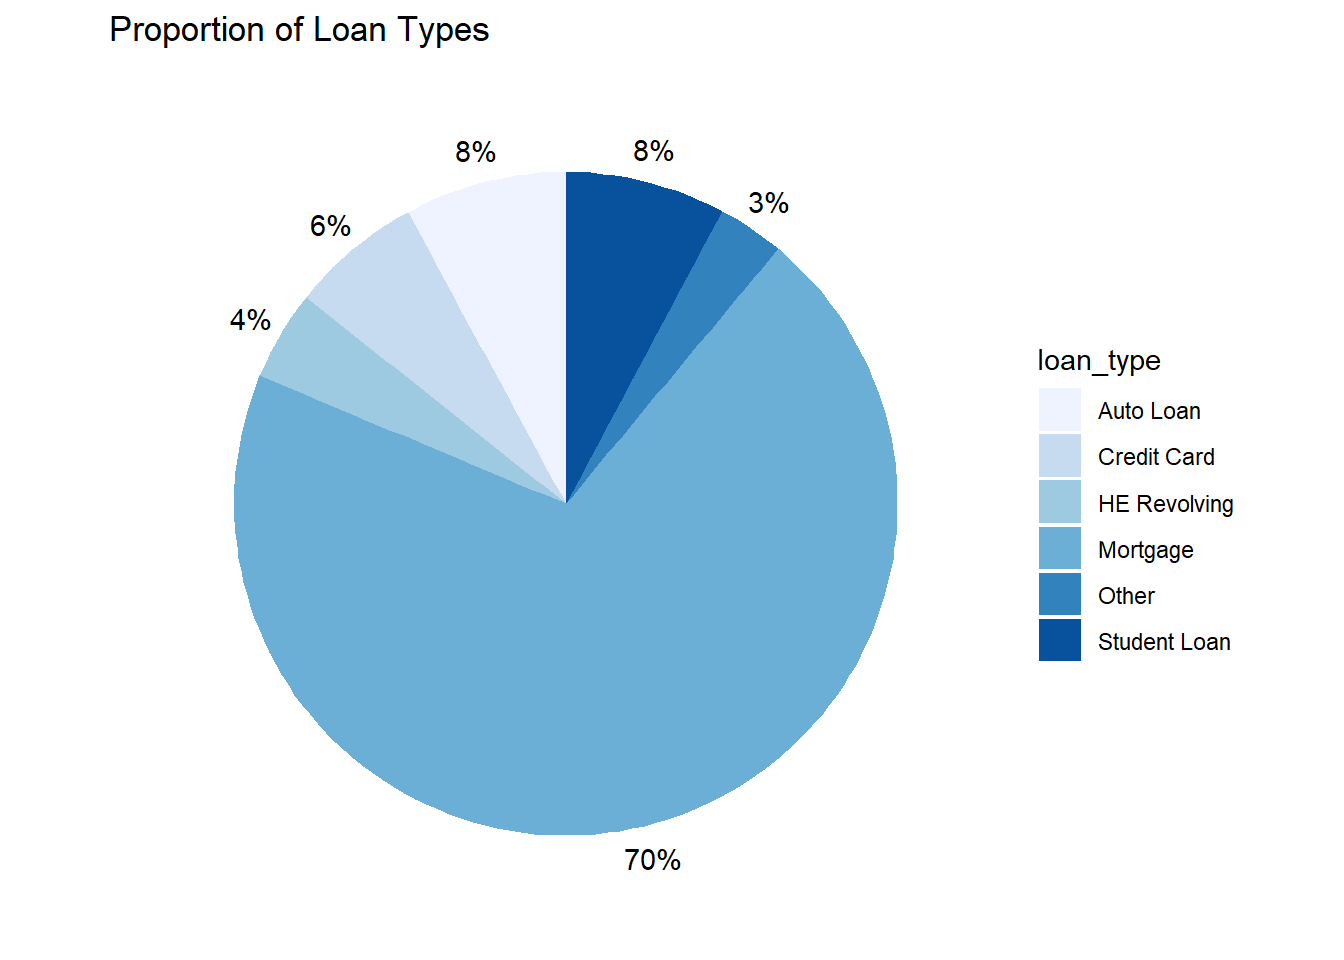 Proportion of Loan Types
8%
8%
3%
6%
4%
70%
loan_type
Auto Loan
Credit Card
HE Revolving
Mortgage
Other
Student Loan